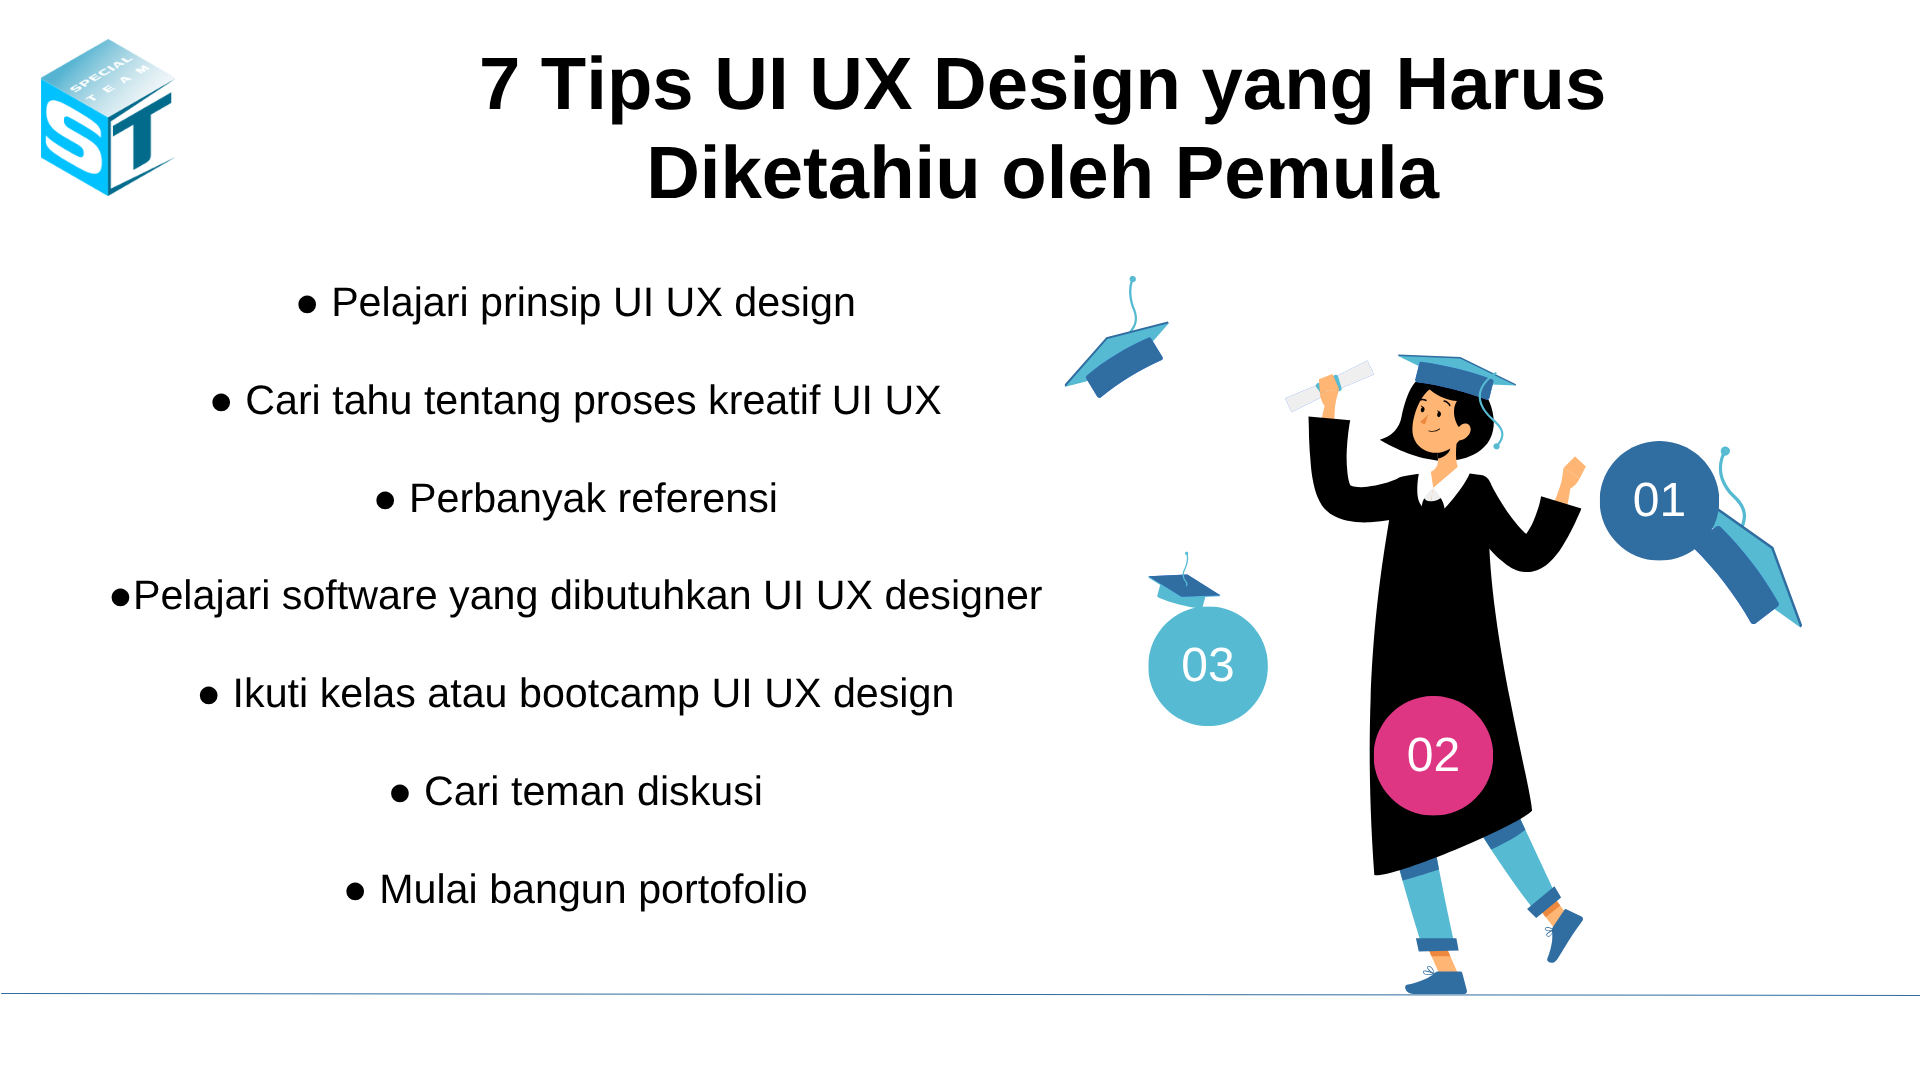 SPECIAL
TEAM
ST
7 Tips UI UX Design yang Harus
Diketahiu oleh Pemula
● Pelajari prinsip UI UX design
● Cari tahu tentang proses kreatif UI UX
● Perbanyak referensi
●Pelajari software yang dibutuhkan UI UX designer
● Ikuti kelas atau bootcamp UI UX design
● Cari teman diskusi
● Mulai bangun portofolio
01
03
02